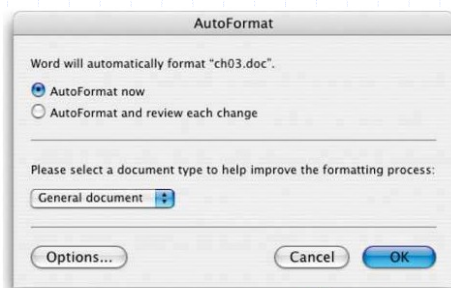 AutoFormat
Word will automatically format “ch03.doc”.
AutoFormat now
AutoFormat and review each change
Please select a document type to help improve the formatting process:
General document
Options... Cancel OK